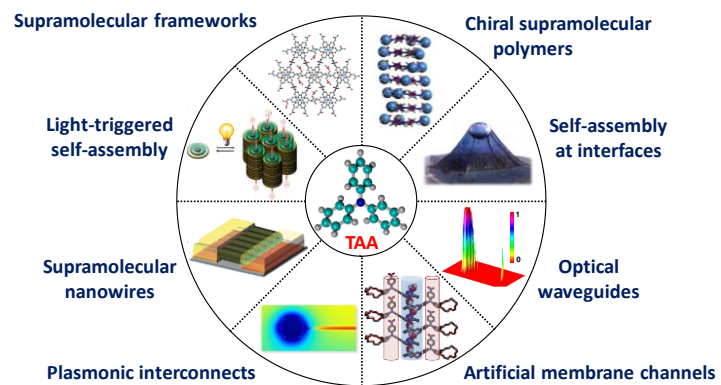 Supramolecular frameworks
Chiral supramolecular
polymers
Light-triggered
self-assembly
Self-assembly
at interfaces
TAA
1
0
Supramolecular
nanowires
Optical
waveguides
Plasmonic interconnects
Artificial membrane channels